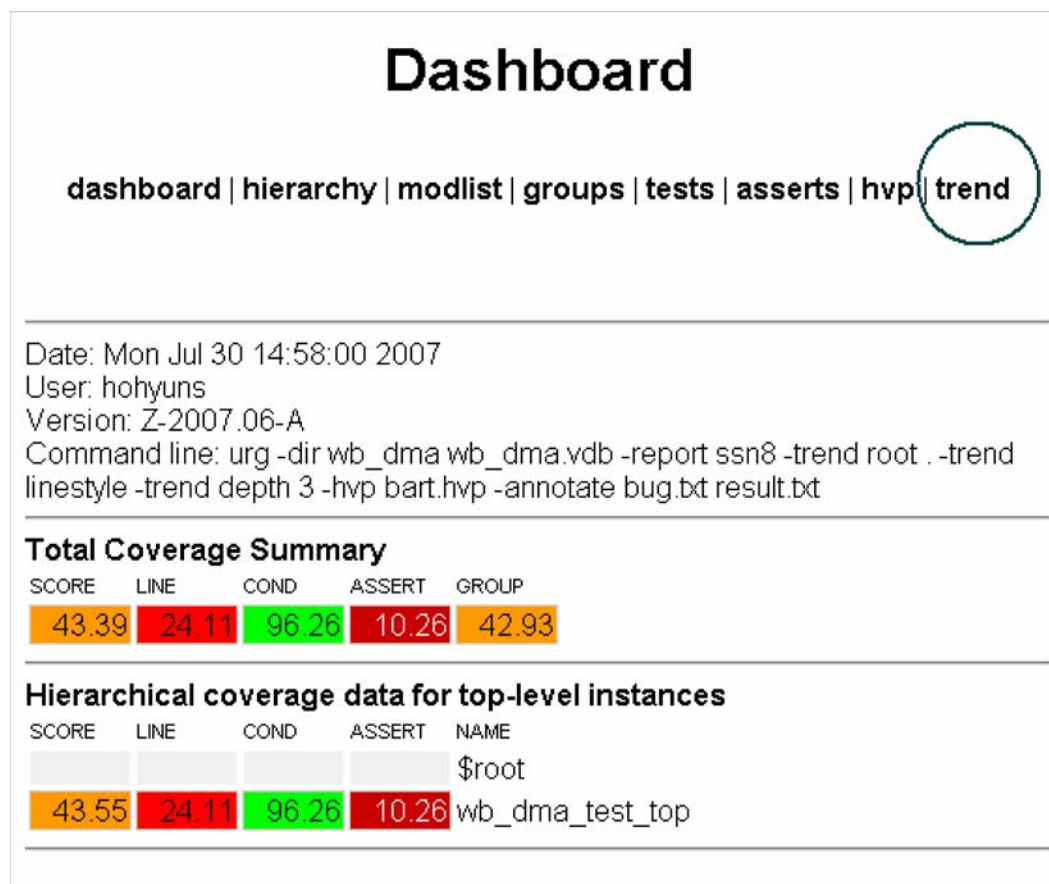 Dashboard
dashboard | hierarchy | modlist | groups | tests | asserts | hvp | trend
Date: Mon Jul 30 14:58:00 2007
User: hohyuns
Version: Z-2007.06-A
Command line: urg -dir wb_dma wb_dma.vdb -report ssn8 -trend root . -trend
linestyle -trend depth 3 -hvp bart.hvp -annotate bug.txt result.txt
Total Coverage Summary
SCORE LINE COND ASSERT GROUP
43.39 24.11 96.26 10.26 42.93
Hierarchical coverage data for top-level instances
SCORE LINE COND ASSERT NAME
$root
43.55 24.11 96.26 10.26 wb_dma_test_top